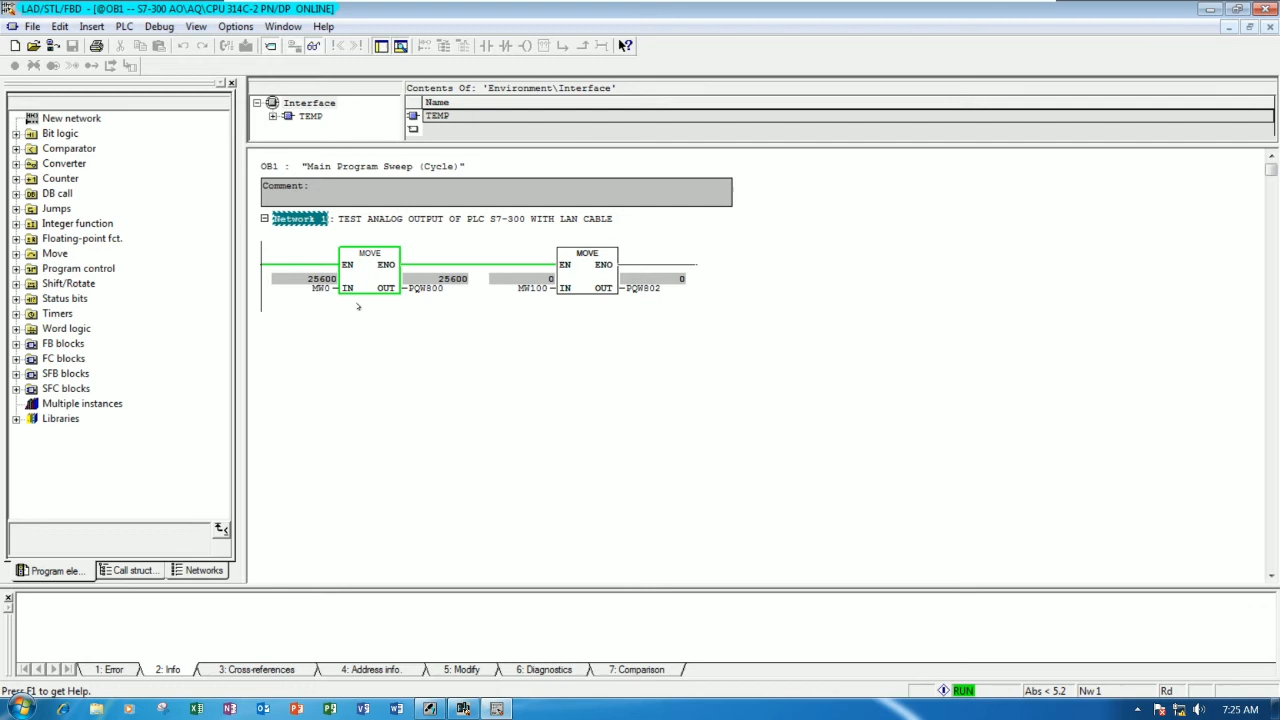 LAD/STL/FBD - [@OB1 -- S7-300 AO\AQ\CPU 314C-2 PN/DP ONLINE]
File Edit Insert PLC Debug View Options Window Help
Contents Of: 'Environment\Interface'
Interface
TEMP
Name
TEMP
New network
Bit logic
Comparator
Converter
Counter
DB call
Jumps
Integer function
Floating-point fct.
Move
Program control
Shift/Rotate
Status bits
Timers
Word logic
FB blocks
FC blocks
SFB blocks
SFC blocks
Multiple instances
Libraries
OB1 : "Main Program Sweep (Cycle)"
Comment:
Network 1: TEST ANALOG OUTPUT OF PLC S7-300 WITH LAN CABLE
MOVE MOVE
EN ENO EN ENO
25600 25600 0 0
MW0 IN OUT PQW800 MW100 IN OUT PQW802
Program ele... Call struct... Networks
1: Error 2: Info 3: Cross-references 4: Address info. 5: Modify 6: Diagnostics 7: Comparison
Press F1 to get Help.
RUN Abs < 5.2 Nw 1 Rd
7:25 AM